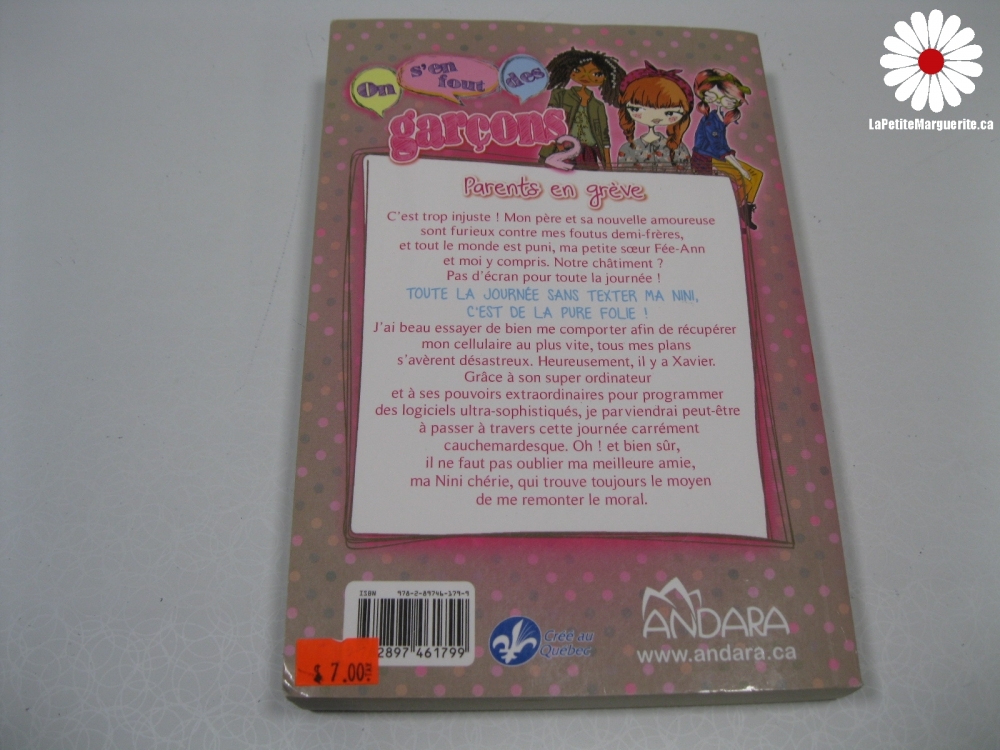 LaPetiteMarguerite.ca
On s'en fout des
garçons
2
Parents en grève
C'est trop injuste ! Mon père et sa nouvelle amoureuse
sont furieux contre mes foutus demi-frères,
et tout le monde est puni, ma petite sœur Fée-Ann
et moi y compris. Notre châtiment ?
Pas d'écran pour toute la journée !
TOUTE LA JOURNÉE SANS TEXTER MA NINI,
C'EST DE LA PURE FOLIE !
J'ai beau essayer de bien me comporter afin de récupérer
mon cellulaire au plus vite, tous mes plans
s'avèrent désastreux. Heureusement, il y a Xavier.
Grâce à son super ordinateur
et à ses pouvoirs extraordinaires pour programmer
des logiciels ultra-sophistiqués, je parviendrai peut-être
à passer à travers cette journée carrément
cauchemardesque. Oh ! et bien sûr,
il ne faut pas oublier ma meilleure amie,
ma Nini chérie, qui trouve toujours le moyen
de me remonter le moral.
ISBN 978-2-89746-179-9
2897 461799
$ 7.00
Créé au
Québec
ANDARA
www.andara.ca